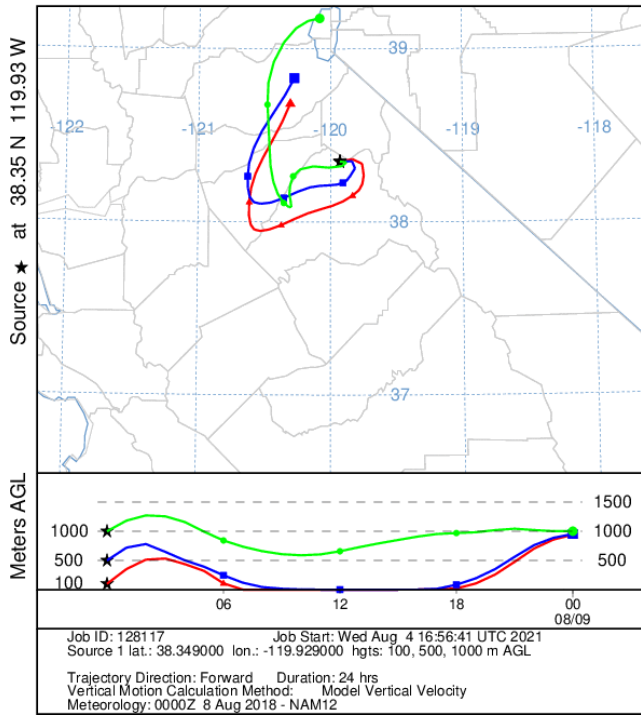 Source ★ at 38.35 N 119.93 W
39
-122
-121
-120
-119
-118
38
37
Meters AGL
1500
1000
1000
500
500
100
06
12
18
00
08/09
Job ID: 128117 Job Start: Wed Aug 4 16:56:41 UTC 2021
Source 1 lat.: 38.349000 lon.: -119.929000 hgts: 100, 500, 1000 m AGL
Trajectory Direction: Forward Duration: 24 hrs
Vertical Motion Calculation Method: Model Vertical Velocity
Meteorology: 0000Z 8 Aug 2018 - NAM12